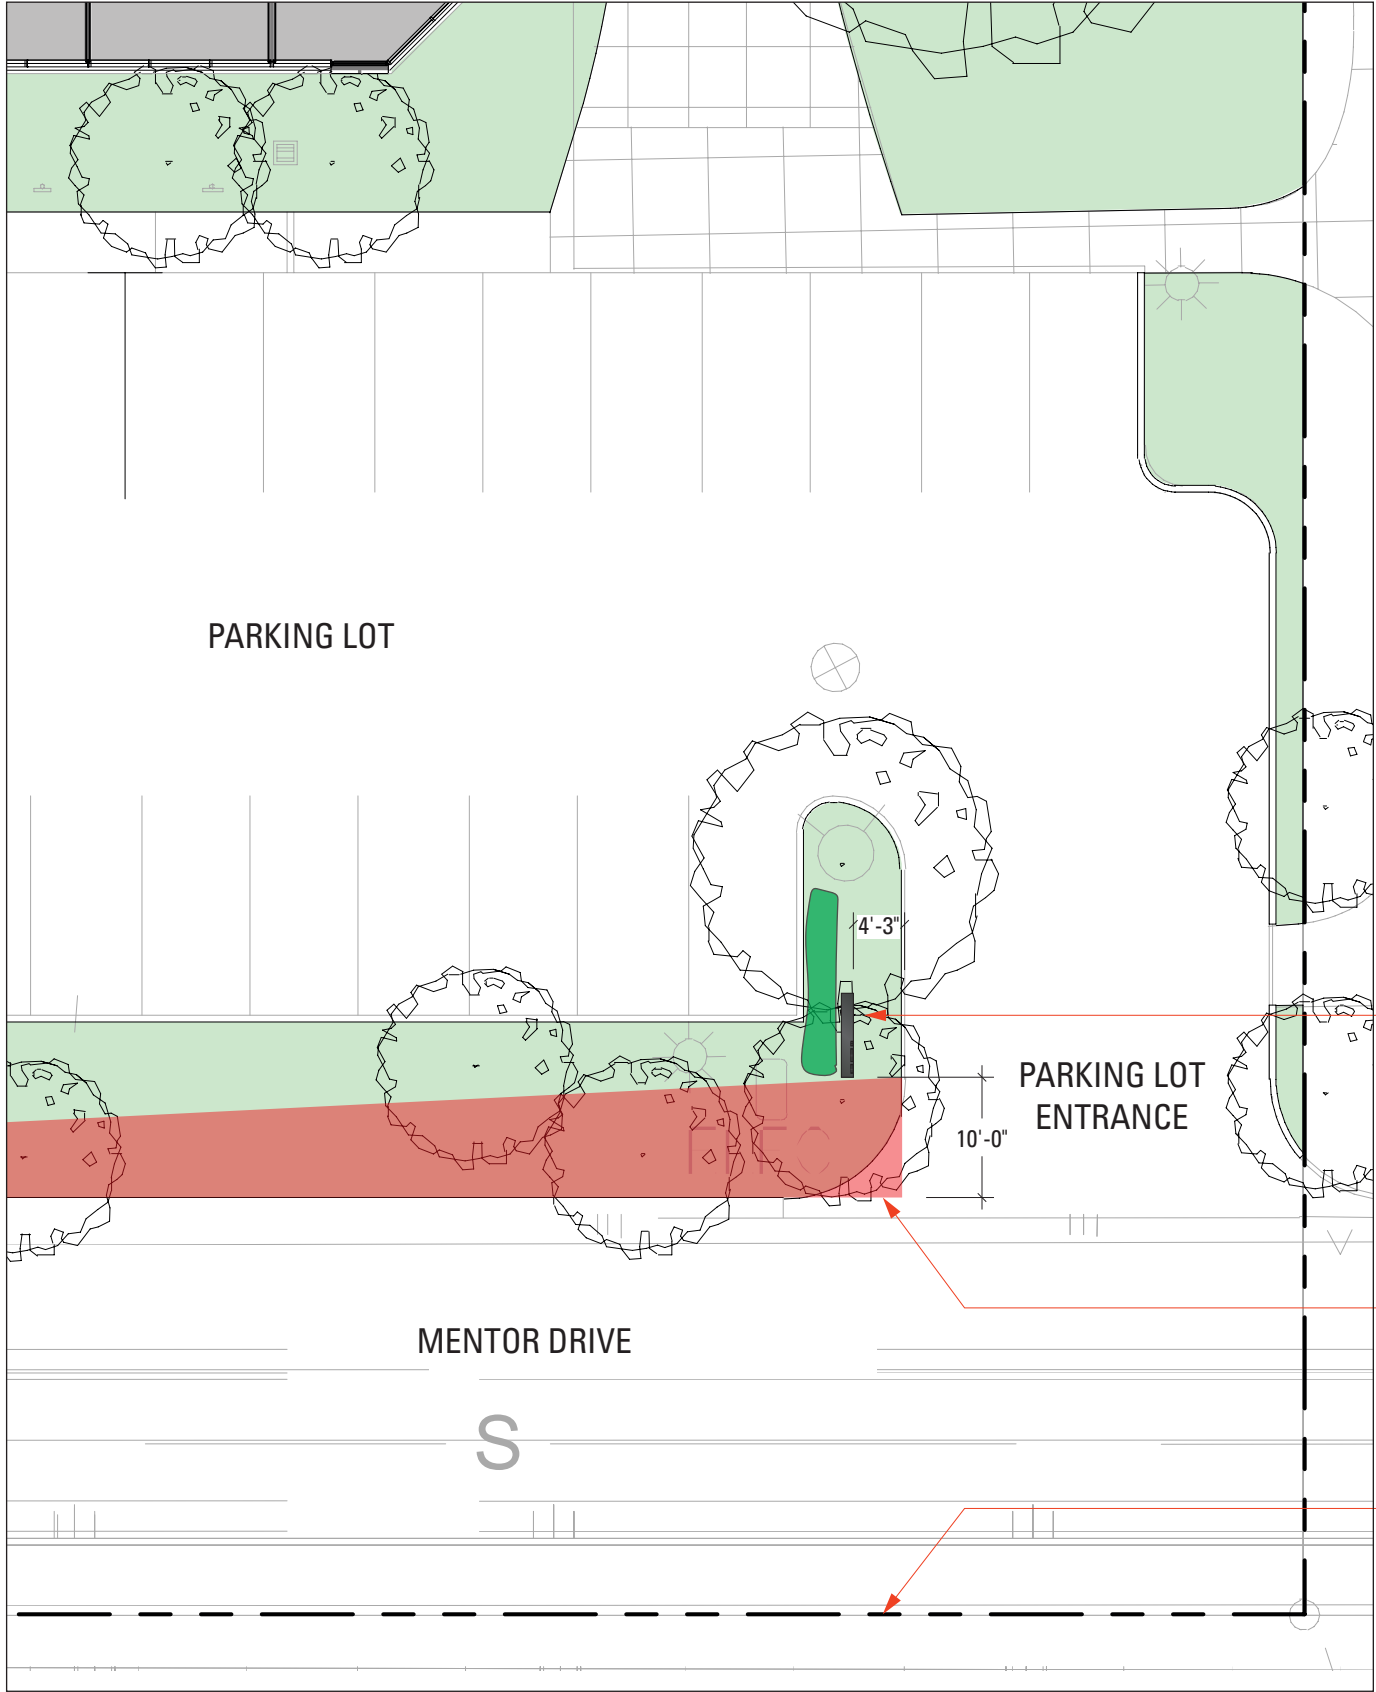 PARKING LOT
4'-3"
PARKING LOT
ENTRANCE
10'-0"
MENTOR DRIVE
S